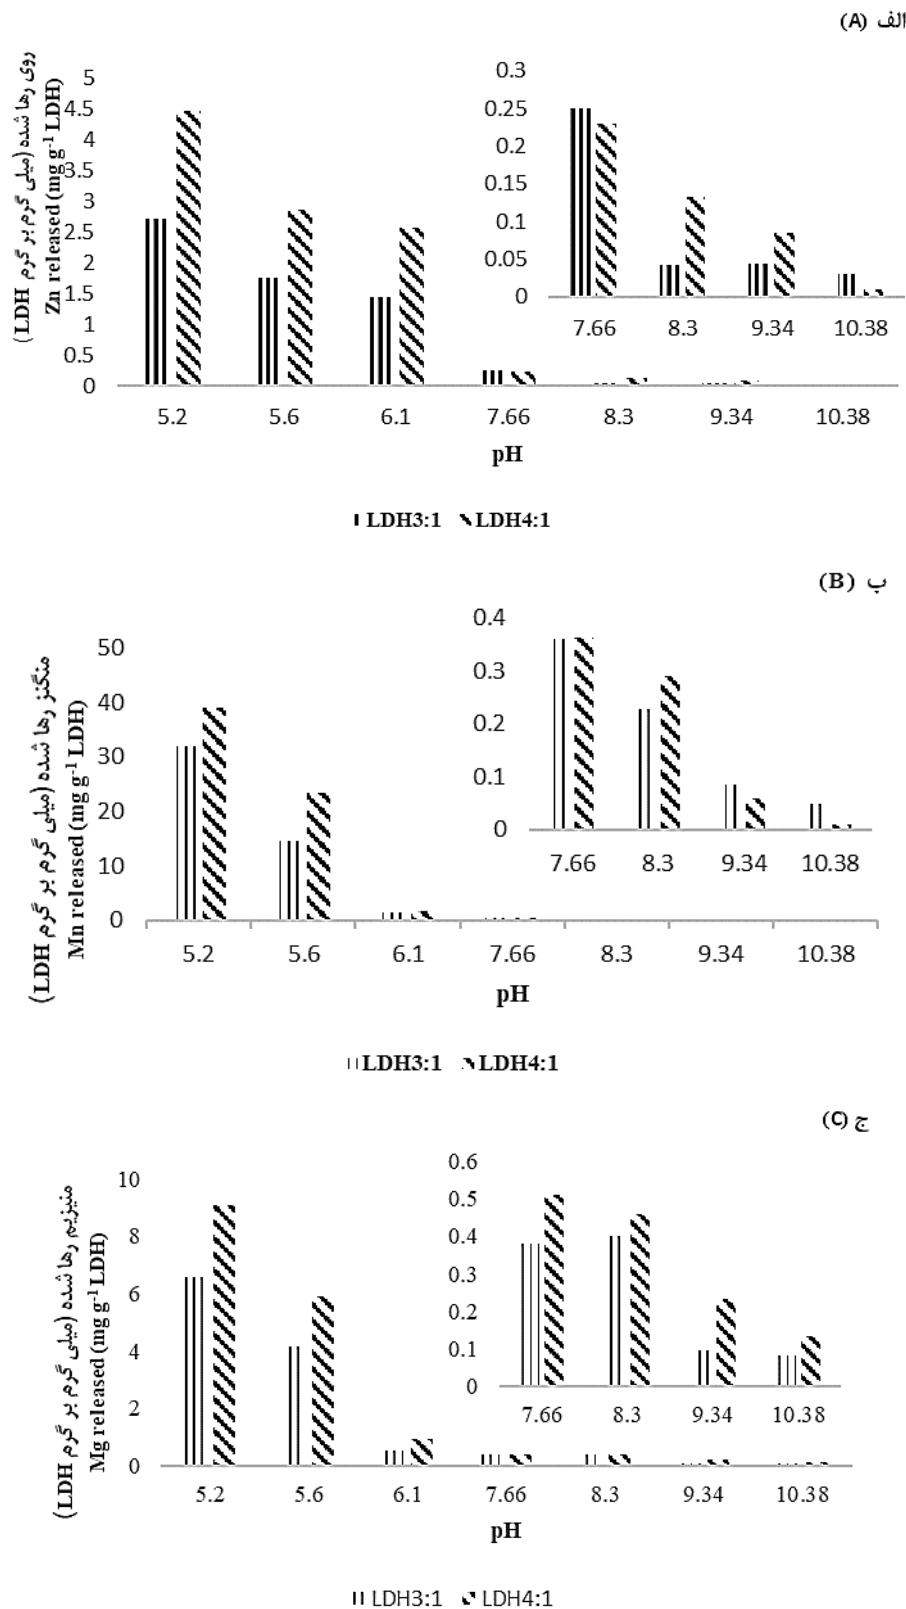 الف (A)
روی رها شده (میلی گرم بر گرم LDH)
Zn released (mg g-1 LDH)
5
4.5
4
3.5
3
2.5
2
1.5
1
0.5
0
5.2 5.6 6.1 7.66 8.3 9.34 10.38
pH
0.3
0.25
0.2
0.15
0.1
0.05
0
7.66 8.3 9.34 10.38
LDH3:1 LDH4:1
پ (B)
منگنز رها شده (میلی گرم بر گرم LDH)
Mn released (mg g-1 LDH)
50
40
30
20
10
0
5.2 5.6 6.1 7.66 8.3 9.34 10.38
pH
0.4
0.3
0.2
0.1
0
7.66 8.3 9.34 10.38
LDH3:1 LDH4:1
ج (C)
منیزیم رها شده (میلی گرم بر گرم LDH)
Mg released (mg g-1 LDH)
10
8
6
4
2
0
5.2 5.6 6.1 7.66 8.3 9.34 10.38
pH
0.6
0.5
0.4
0.3
0.2
0.1
0
7.66 8.3 9.34 10.38
LDH3:1 LDH4:1